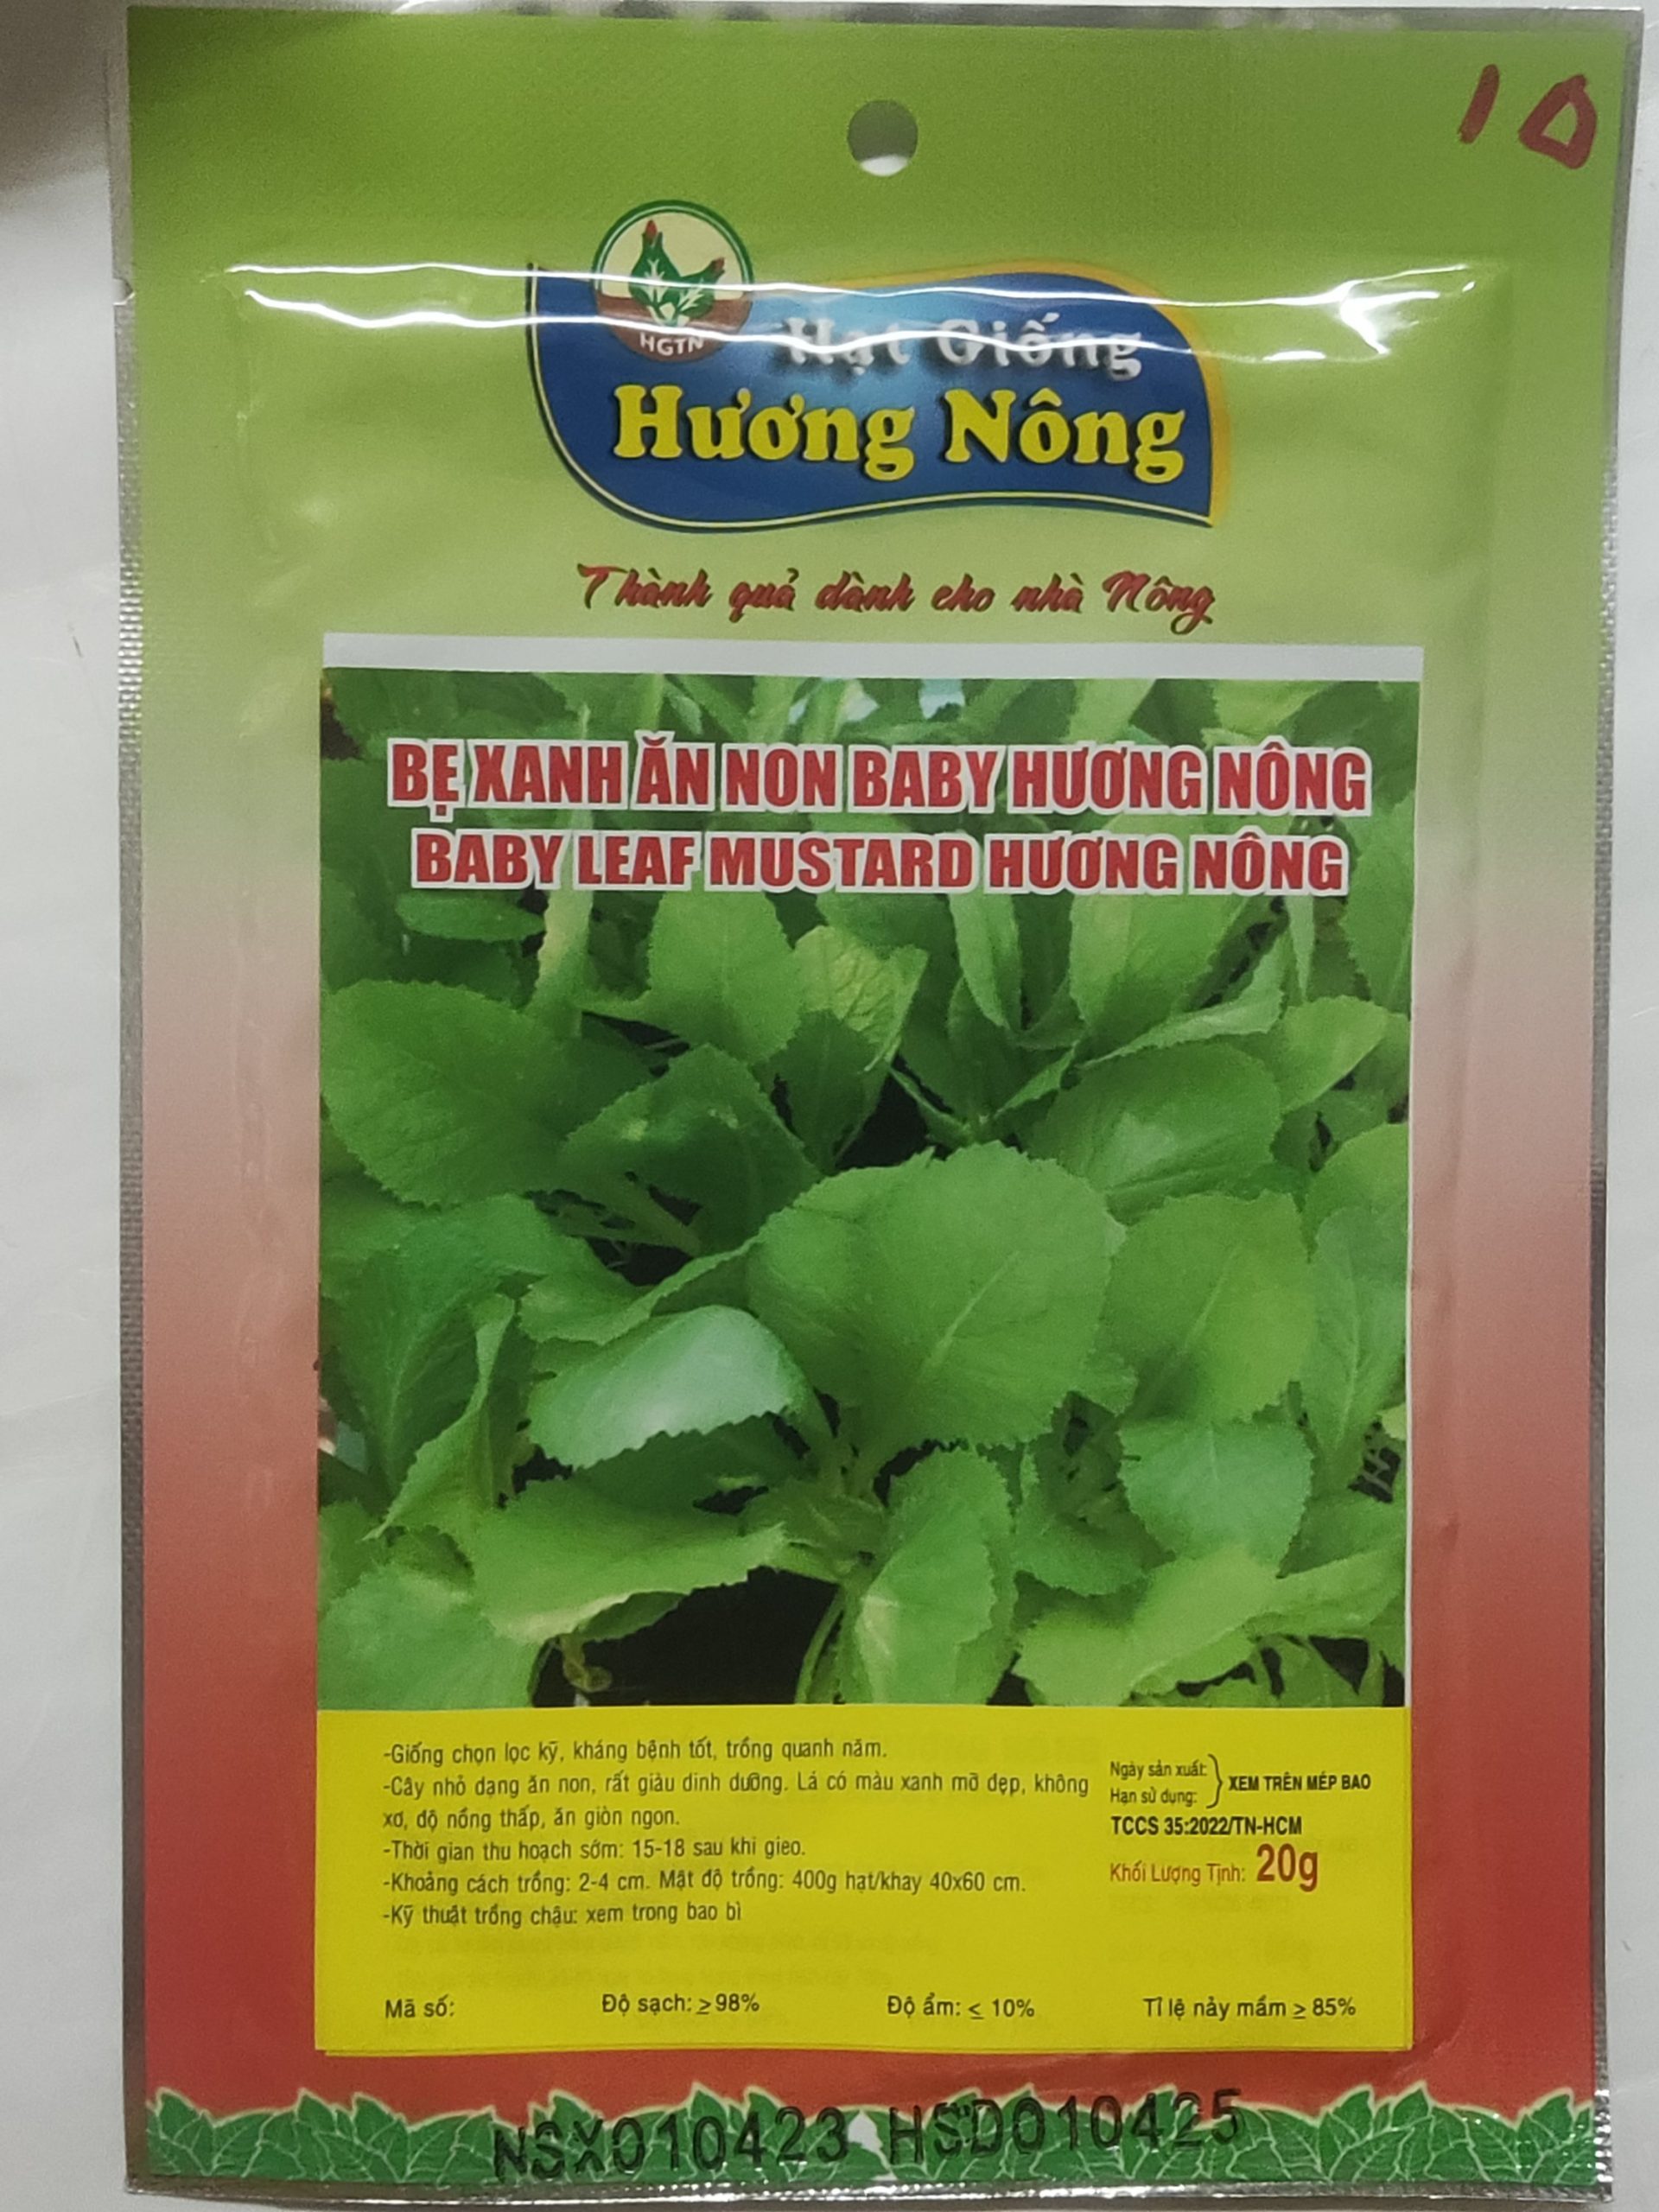 10
HGTN
Hạt Giống
Hương Nông
Thành quả dành cho nhà Nông
BẸ XANH ĂN NON BABY HƯƠNG NÔNG
BABY LEAF MUSTARD HƯƠNG NÔNG
-Giống chọn lọc kỹ, kháng bệnh tốt, trồng quanh năm.
-Cây nhỏ dạng ăn non, rất giàu dinh dưỡng. Lá có màu xanh mỡ đẹp, không
xơ, độ nồng thấp, ăn giòn ngon.
-Thời gian thu hoạch sớm: 15-18 sau khi gieo.
-Khoảng cách trồng: 2-4 cm. Mật độ trồng: 400g hạt/khay 40x60 cm.
-Kỹ thuật trồng chậu: xem trong bao bì
Ngày sản xuất:
Hạn sử dụng:
XEM TRÊN MÉP BAO
TCCS 35:2022/TN-HCM
Khối Lượng Tịnh: 20g
Mã số: Độ sạch: ≥ 98% Độ ẩm: ≤ 10% Tỉ lệ nảy mầm ≥ 85%
NSX010423 HSD010425